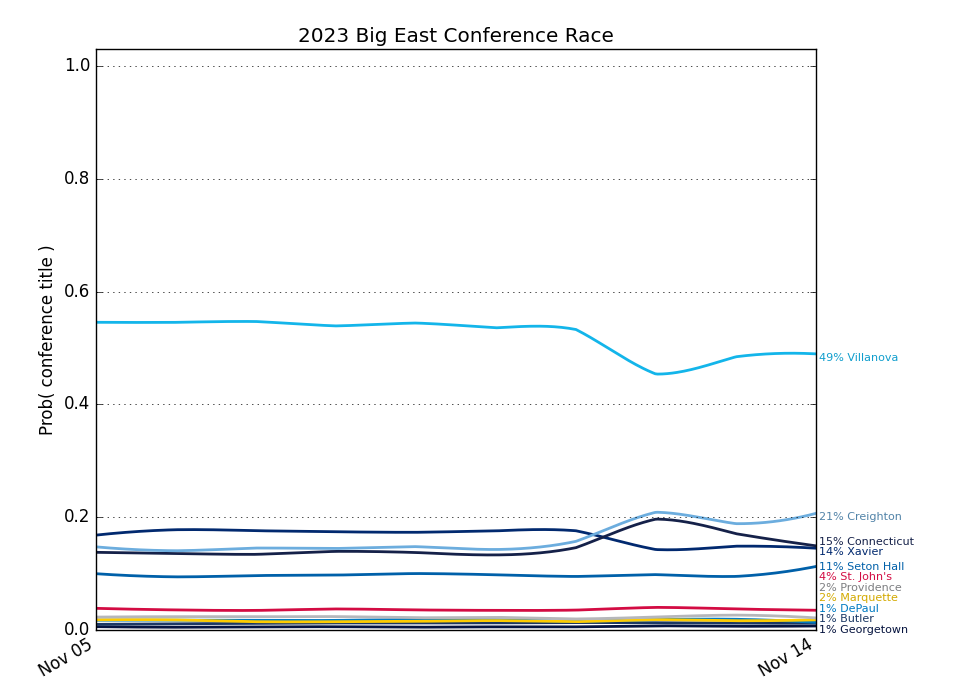 2023 Big East Conference Race
Prob( conference title )
1.0
0.8
0.6
0.4
0.2
0.0
Nov 05
Nov 14
49% Villanova
21% Creighton
15% Connecticut
14% Xavier
11% Seton Hall
4% St. John's
2% Providence
2% Marquette
1% DePaul
1% Butler
1% Georgetown